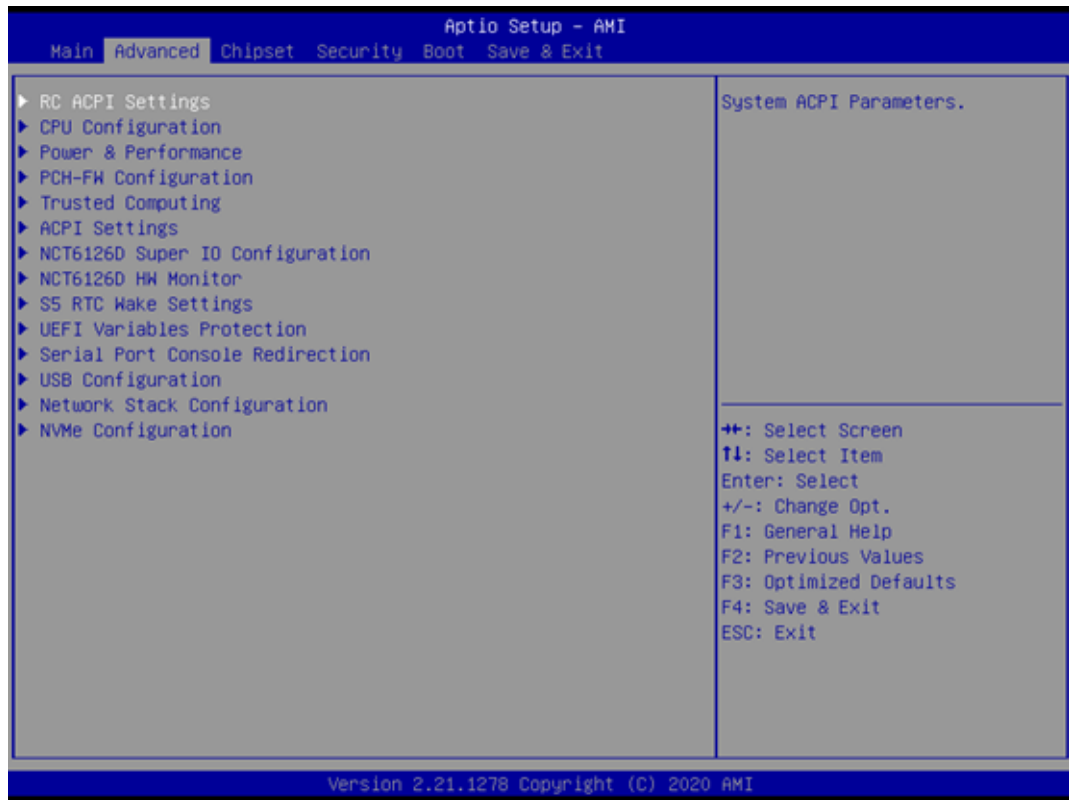 Aptio Setup – AMI
Main Advanced Chipset Security Boot Save & Exit
▶ RC ACPI Settings
▶ CPU Configuration
▶ Power & Performance
▶ PCH-FW Configuration
▶ Trusted Computing
▶ ACPI Settings
▶ NCT6126D Super IO Configuration
▶ NCT6126D HW Monitor
▶ S5 RTC Wake Settings
▶ UEFI Variables Protection
▶ Serial Port Console Redirection
▶ USB Configuration
▶ Network Stack Configuration
▶ NVMe Configuration
System ACPI Parameters.
→←: Select Screen
↑↓: Select Item
Enter: Select
+/-: Change Opt.
F1: General Help
F2: Previous Values
F3: Optimized Defaults
F4: Save & Exit
ESC: Exit
Version 2.21.1278 Copyright (C) 2020 AMI